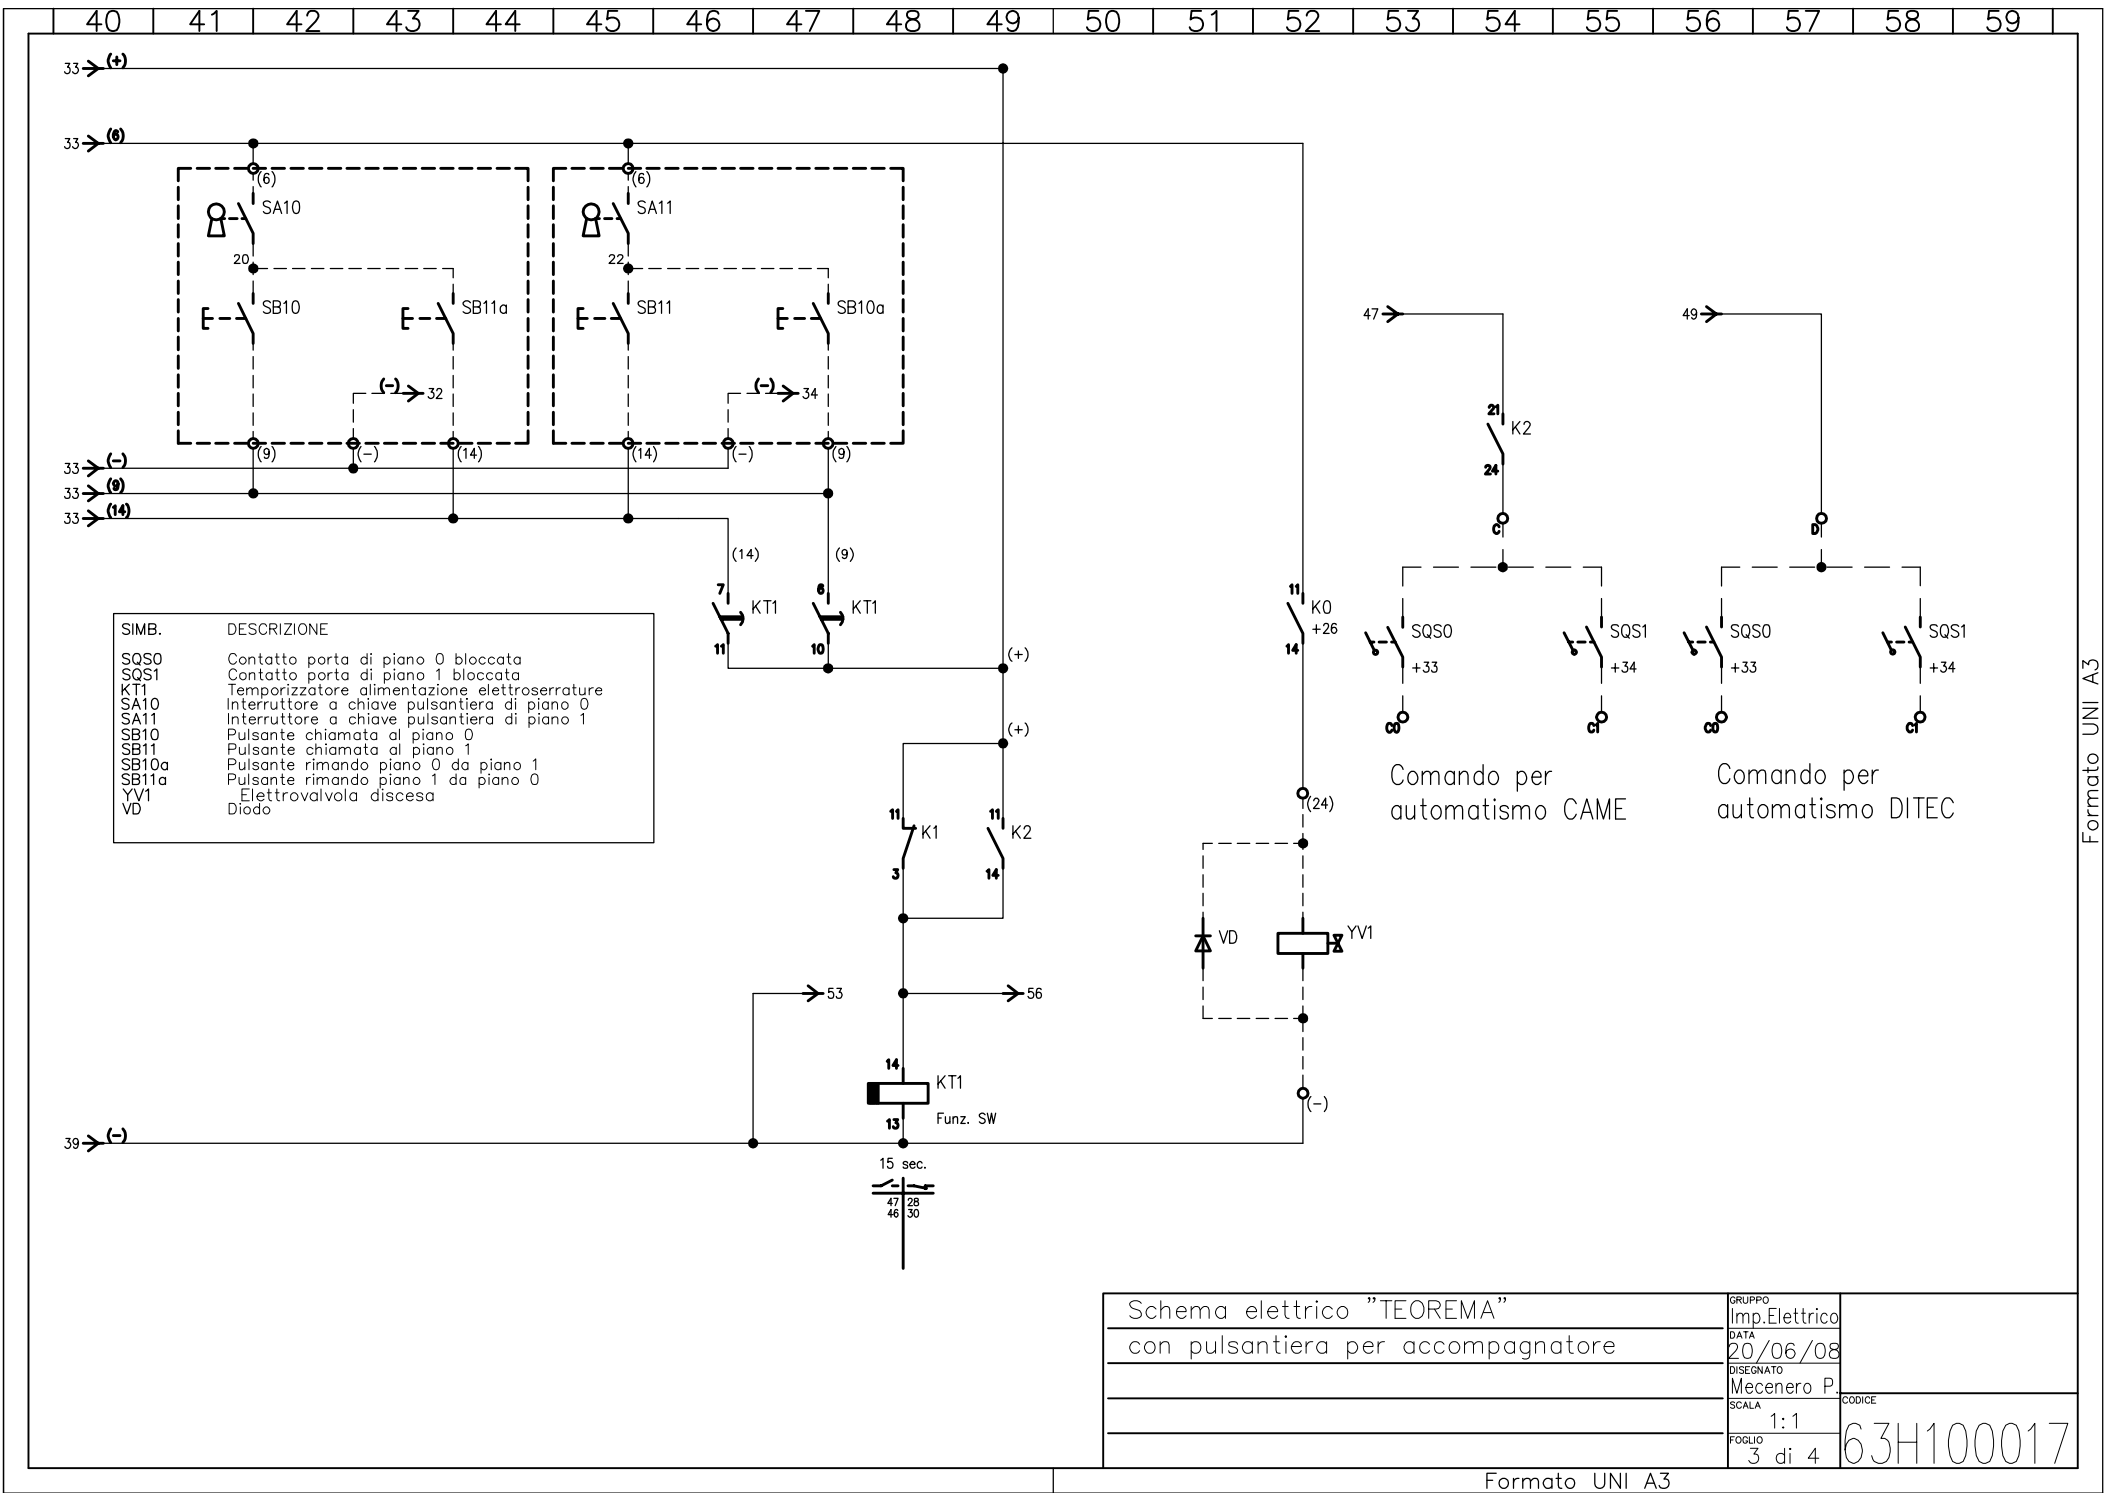 40 41 42 43 44 45 46 47 48 49 50 51 52 53 54 55 56 57 58 59
33 (+)
33 (6)
(6) (6)
SA10 SA11
20 22
SB10 SB11a SB11 SB10a
47 49
(-) 32 (-) 34
21
K2
24
(9) (-) (14) (14) (-) (9)
33 (-)
33 (9)
33 (14)
C D
(14) (9)
7 KT1 6 KT1
11 10
11 K0
+26
14
SQS0 SQS1 SQS0 SQS1
+33 +34 +33 +34
C0 C1 C0 C1
(+)
(+)
SIMB. DESCRIZIONE
SQS0 Contatto porta di piano 0 bloccata
SQS1 Contatto porta di piano 1 bloccata
KT1 Temporizzatore alimentazione elettroserrature
SA10 Interruttore a chiave pulsantiera di piano 0
SA11 Interruttore a chiave pulsantiera di piano 1
SB10 Pulsante chiamata al piano 0
SB11 Pulsante chiamata al piano 1
SB10a Pulsante rimando piano 0 da piano 1
SB11a Pulsante rimando piano 1 da piano 0
YV1 Elettrovalvola discesa
VD Diodo
Comando per
automatismo CAME
Comando per
automatismo DITEC
(24)
11 K1 11 K2
3 14
VD YV1
53 56
14
KT1
Funz. SW
13
(-)
39 (-)
15 sec.
47 28
46 30
Schema elettrico "TEOREMA"
con pulsantiera per accompagnatore
GRUPPO
Imp.Elettrico
DATA
20/06/08
DISEGNATO
Mecenero P.
SCALA
1:1
FOGLIO
3 di 4
CODICE
63H100017
Formato UNI A3
Formato UNI A3